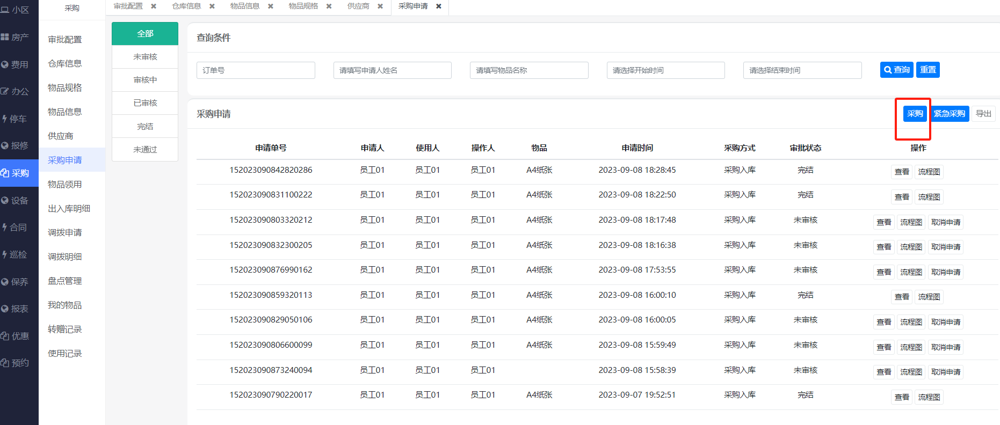 小区
房产
费用
办公
停车
报修
采购
设备
合同
巡检
保养
报表
优惠
预约
采购
审批配置
仓库信息
物品规格
物品信息
供应商
采购申请
物品领用
出入库明细
调拨申请
调拨明细
盘点管理
我的物品
转赠记录
使用记录
审批配置 ✖ 仓库信息 ✖ 物品信息 ✖ 物品规格 ✖ 供应商 ✖ 采购申请 ✖
全部
未审核
审核中
已审核
完结
未通过
查询条件
订单号 请填写申请人姓名 请填写物品名称 请选择开始时间 请选择结束时间 查询 重置
采购申请 采购 紧急采购 导出
申请单号 申请人 使用人 操作人 物品 申请时间 采购方式 审批状态 操作
152023090842820286 员工01 员工01 员工01 A4纸张 2023-09-08 18:28:45 采购入库 完结 查看 流程图
152023090831100222 员工01 员工01 员工01 A4纸张 2023-09-08 18:22:50 采购入库 完结 查看 流程图
152023090803320212 员工01 员工01 员工01 A4纸张 2023-09-08 18:17:48 采购入库 未审核 查看 流程图 取消申请
152023090832300205 员工01 员工01 员工01 A4纸张 2023-09-08 18:16:38 采购入库 未审核 查看 流程图 取消申请
152023090876990162 员工01 员工01 员工01 A4纸张 2023-09-08 17:53:55 采购入库 未审核 查看 流程图 取消申请
152023090859320113 员工01 员工01 员工01 A4纸张 2023-09-08 16:00:10 采购入库 完结 查看 流程图
152023090829050106 员工01 员工01 员工01 A4纸张 2023-09-08 16:00:05 采购入库 未审核 查看 流程图 取消申请
152023090806600099 员工01 员工01 员工01 A4纸张 2023-09-08 15:59:49 采购入库 未审核 查看 流程图 取消申请
152023090873240094 员工01 员工01 员工01 2023-09-08 15:58:39 采购入库 未审核 查看 流程图 取消申请
152023090790220017 员工01 员工01 员工01 A4纸张 2023-09-07 19:52:51 采购入库 完结 查看 流程图